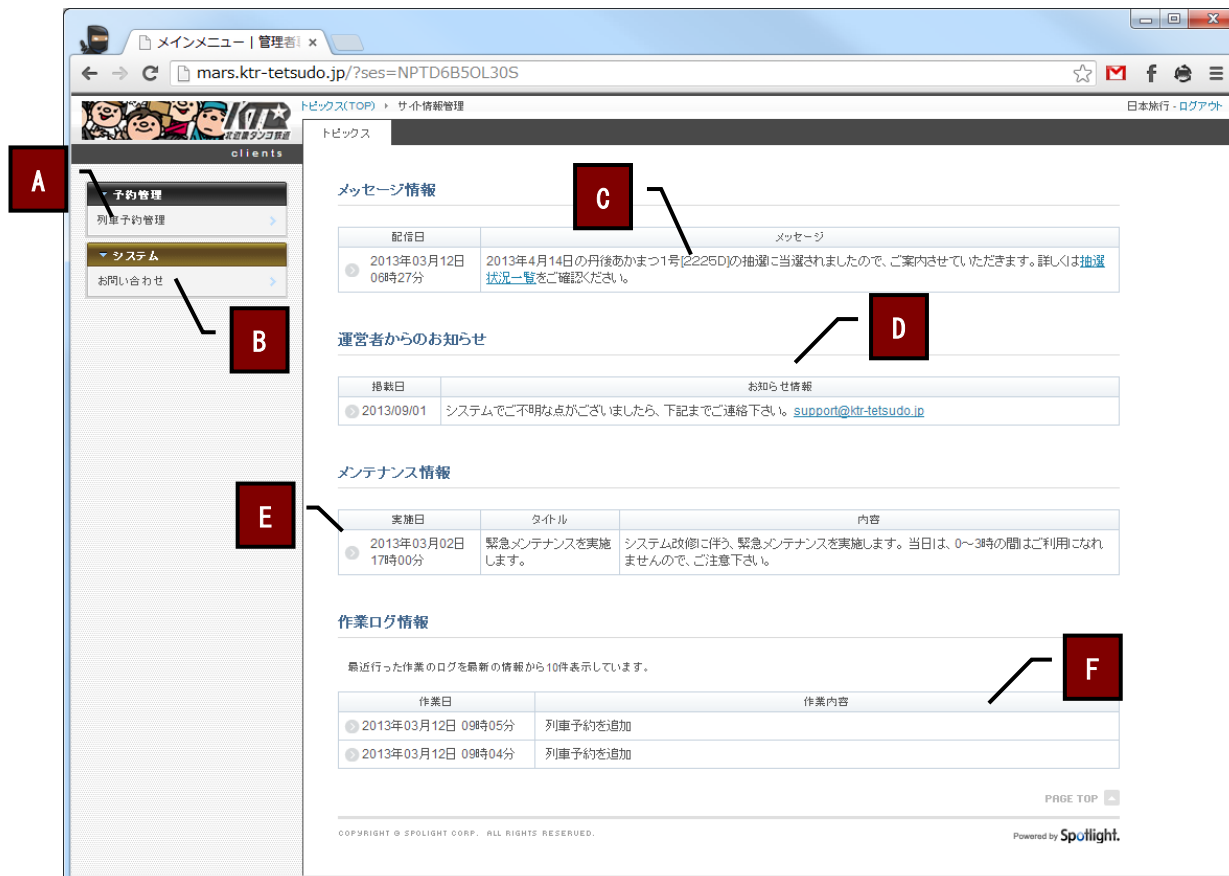 メインメニュー | 管理者
mars.ktr-tetsudo.jp/?ses=NPTD6B5OL30S
KTR
北近畿タンゴ鉄道
clients
トピックス(TOP) › サイト情報管理
日本旅行 - ログアウト
トピックス
A
予約管理
列車予約管理
システム
お問い合わせ
B
メッセージ情報
C
配信日 メッセージ
2013年03月12日 06時27分
2013年4月14日の丹後あかまつ1号[2225D]の抽選に当選されましたので、ご案内させていただきます。詳しくは抽選
状況一覧をご確認ください。
運営者からのお知らせ
D
掲載日 お知らせ情報
2013/09/01 システムでご不明な点がございましたら、下記までご連絡下さい。 support@ktr-tetsudo.jp
メンテナンス情報
E
実施日 タイトル 内容
2013年03月02日 17時00分
緊急メンテナンスを実施
します。
システム改修に伴う、緊急メンテナンスを実施します。当日は、0～3時の間はご利用になれ
ませんので、ご注意下さい。
作業ログ情報
最近行った作業のログを最新の情報から10件表示しています。
F
作業日 作業内容
2013年03月12日 09時05分 列車予約を追加
2013年03月12日 09時04分 列車予約を追加
PAGE TOP
COPYRIGHT © SPOLIGHT CORP. ALL RIGHTS RESERVED.
Powered by Spotlight.